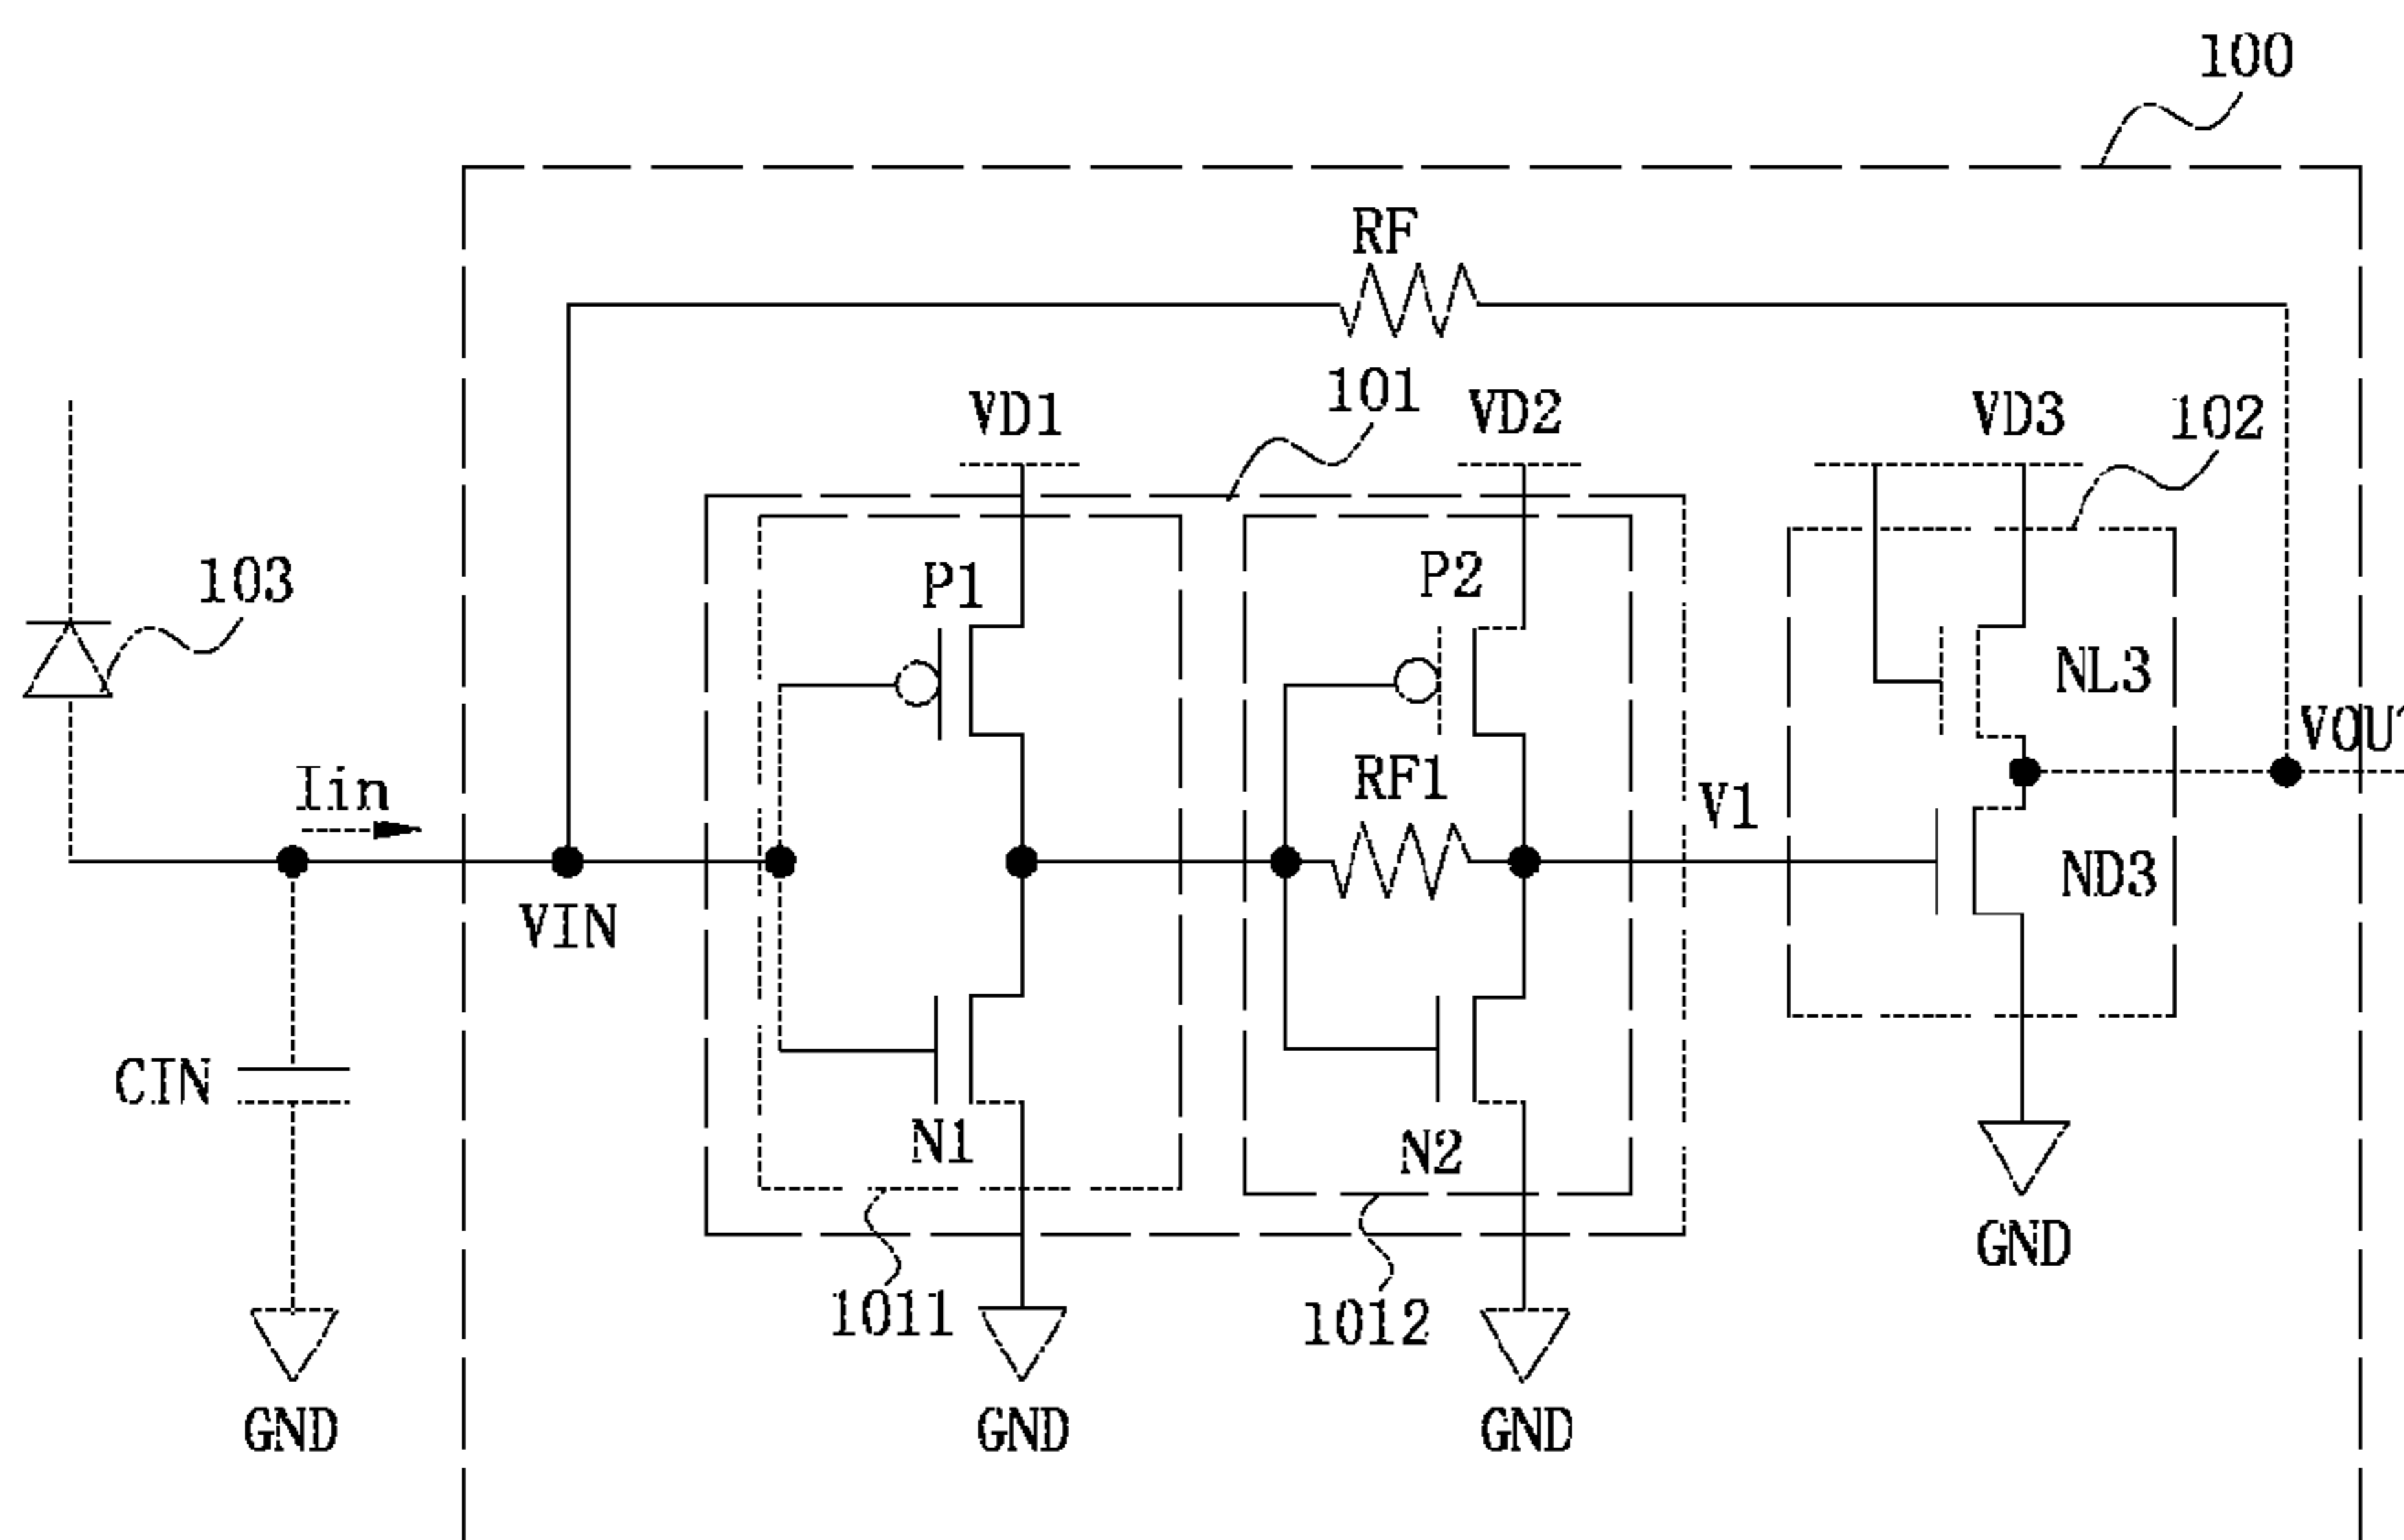 100
RF
101
VD1
VD2
VD3
102
103
P1
P2
NL3
Iin
RF1
V1
ND3
VIN
CIN
N1
N2
1011
1012
GND
GND
GND
GND